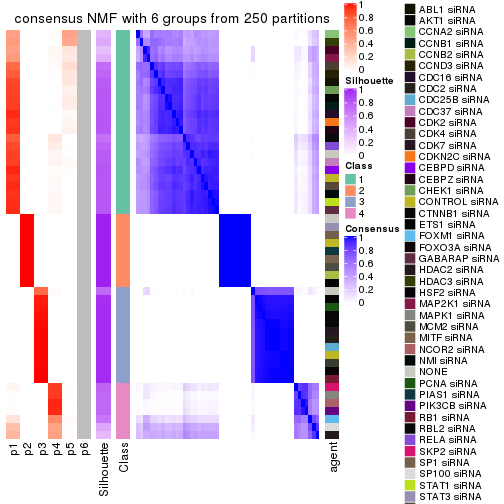 consensus NMF with 6 groups from 250 partitions
1
0.8
0.6
0.4
0.2
0
Silhouette
1
0.8
0.6
0.4
0.2
0
Class
1
2
3
4
Consensus
1
0.8
0.6
0.4
0.2
0
p1
p2
p3
p4
p5
p6
Silhouette
Class
agent
ABL1 siRNA
AKT1 siRNA
CCNA2 siRNA
CCNB1 siRNA
CCNB2 siRNA
CCND3 siRNA
CDC16 siRNA
CDC2 siRNA
CDC25B siRNA
CDC37 siRNA
CDK2 siRNA
CDK4 siRNA
CDK7 siRNA
CDKN2C siRNA
CEBPD siRNA
CEBPZ siRNA
CHEK1 siRNA
CONTROL siRNA
CTNNB1 siRNA
ETS1 siRNA
FOXM1 siRNA
FOXO3A siRNA
GABARAP siRNA
HDAC2 siRNA
HDAC3 siRNA
HSF2 siRNA
MAP2K1 siRNA
MAPK1 siRNA
MCM2 siRNA
MITF siRNA
NCOR2 siRNA
NMI siRNA
NONE
PCNA siRNA
PIAS1 siRNA
PIK3CB siRNA
RB1 siRNA
RBL2 siRNA
RELA siRNA
SKP2 siRNA
SP1 siRNA
SP100 siRNA
STAT1 siRNA
STAT3 siRNA